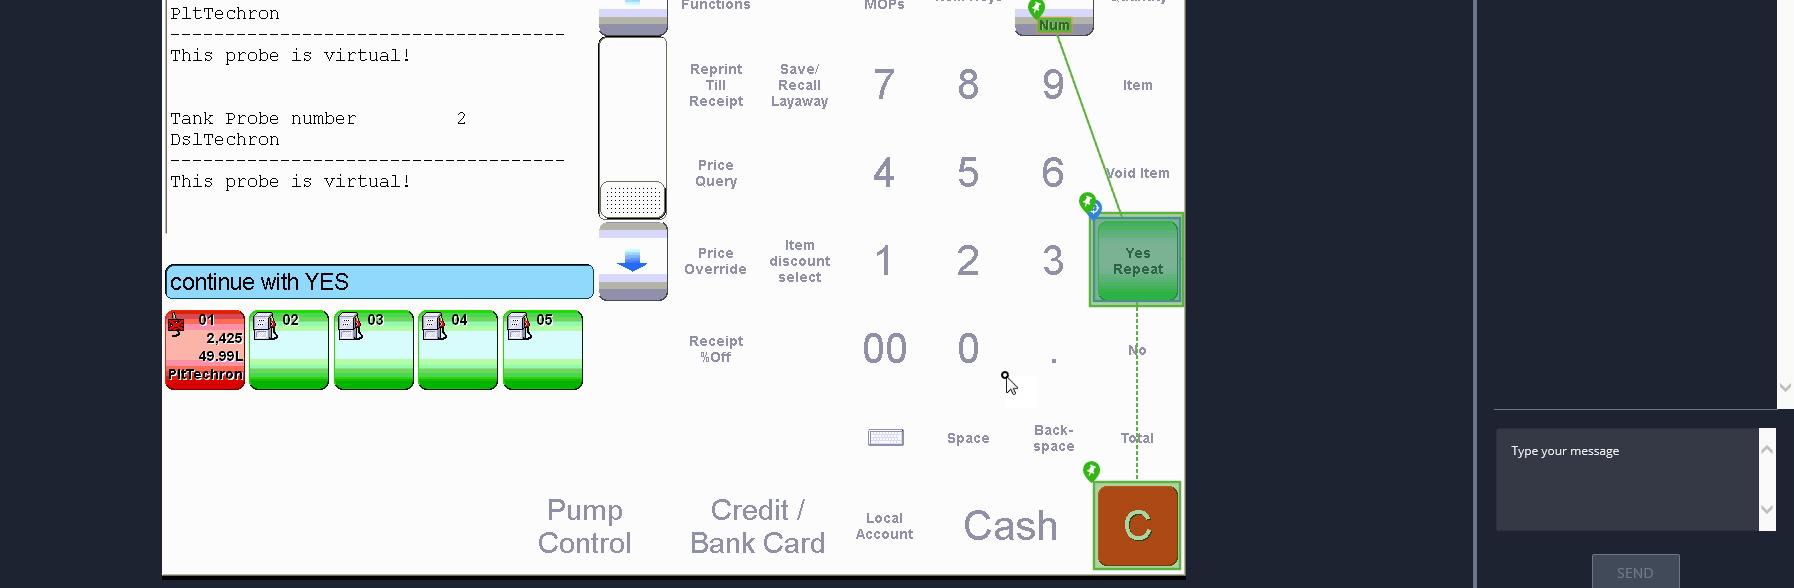 PltTechron
------------------------------------
This probe is virtual!
Tank Probe number 2
DslTechron
------------------------------------
This probe is virtual!
continue with YES
01
2,425
49.99L
PltTechron
02
03
04
05
Functions
MOPs
Num
Reprint
Till
Receipt
Save/
Recall
Layaway
7
8
9
Item
Price
Query
4
5
6
Void Item
Price
Override
Item
discount
select
1
2
3
Yes
Repeat
Receipt
%Off
00
0
.
No
Space
Back-
space
Total
Pump
Control
Credit /
Bank Card
Local
Account
Cash
C
Type your message
SEND